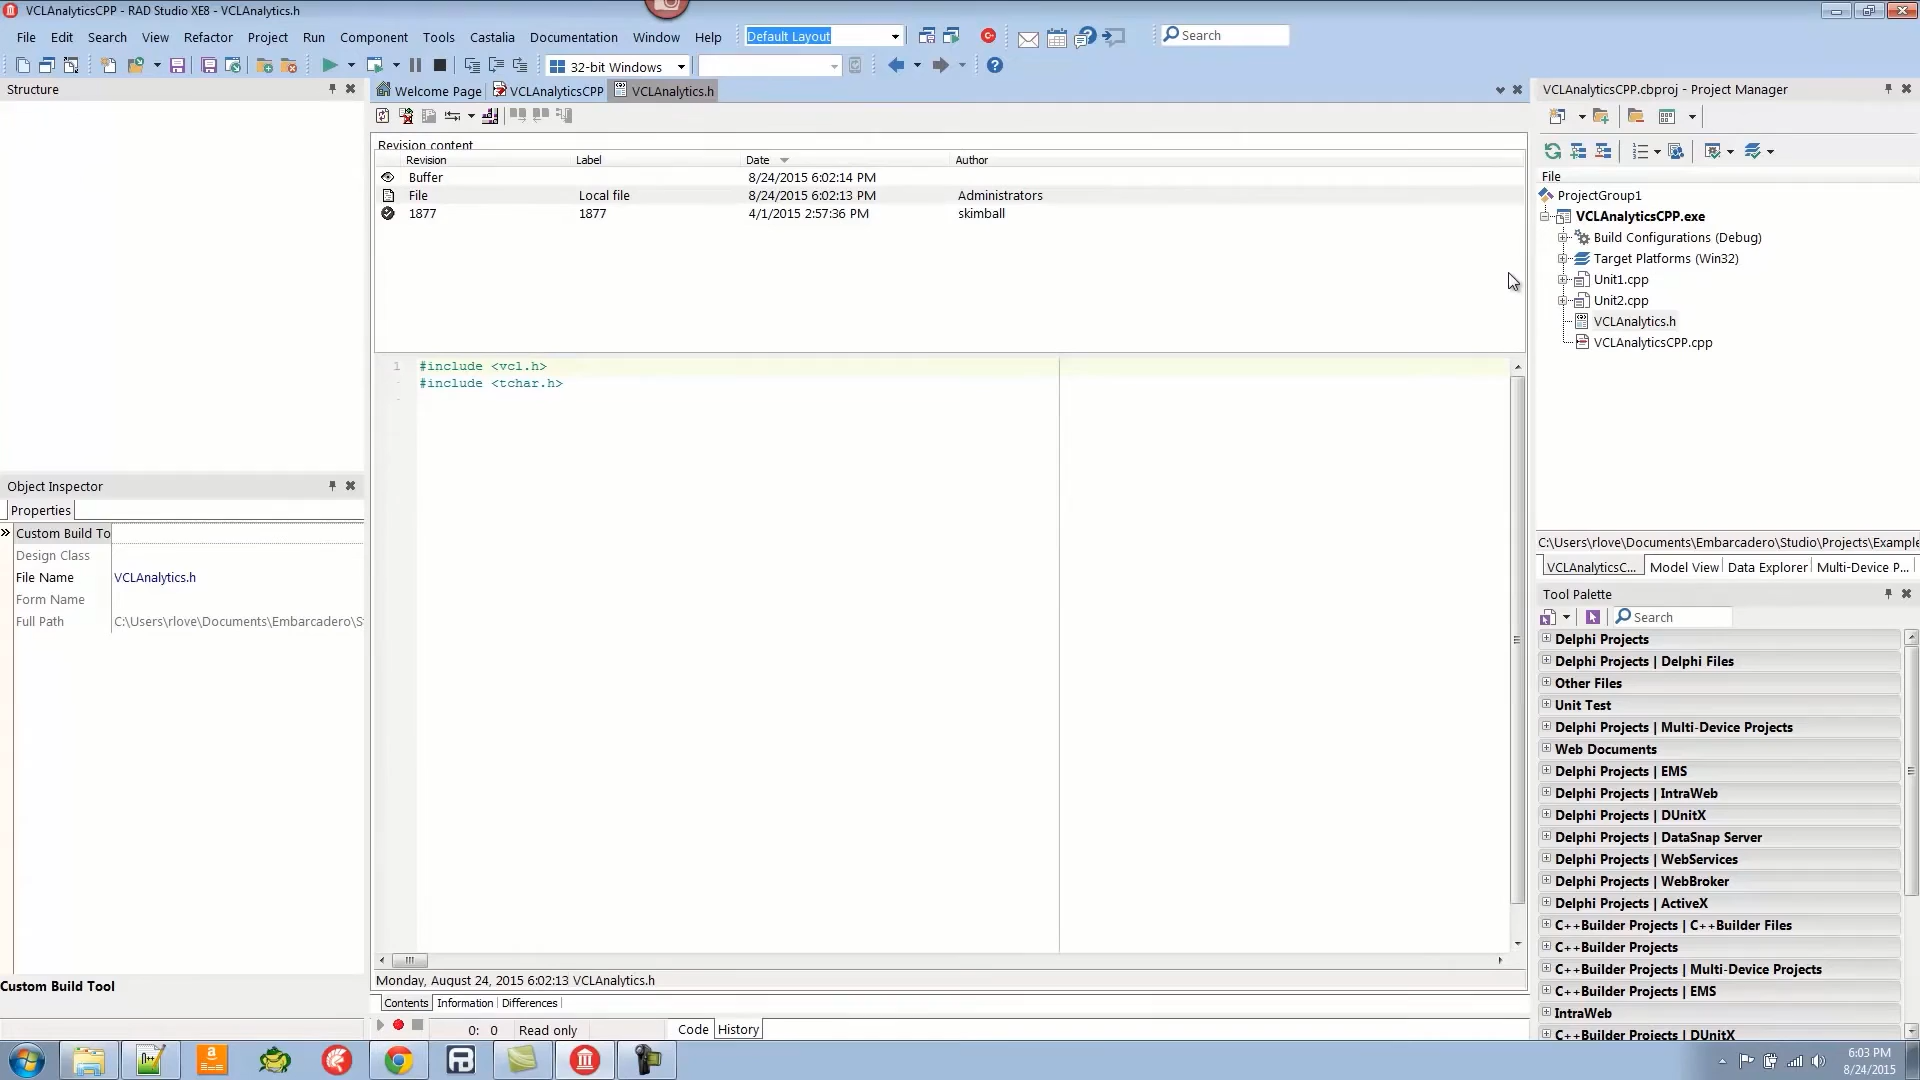 VCLAnalyticsCPP - RAD Studio XE8 - VCLAnalytics.h
File Edit Search View Refactor Project Run Component Tools Castalia Documentation Window Help Default Layout Search
32-bit Windows
Structure
Welcome Page VCLAnalyticsCPP VCLAnalytics.h
Revision content
Revision Label Date Author
Buffer 8/24/2015 6:02:14 PM
File Local file 8/24/2015 6:02:13 PM Administrators
1877 1877 4/1/2015 2:57:36 PM skimball
1 #include <vcl.h>
#include <tchar.h>
Object Inspector
Properties
Custom Build To
Design Class
File Name VCLAnalytics.h
Form Name
Full Path C:\Users\rlove\Documents\Embarcadero\S
Custom Build Tool
Monday, August 24, 2015 6:02:13 VCLAnalytics.h
Contents Information Differences
0: 0 Read only Code History
VCLAnalyticsCPP.cbproj - Project Manager
File
ProjectGroup1
VCLAnalyticsCPP.exe
Build Configurations (Debug)
Target Platforms (Win32)
Unit1.cpp
Unit2.cpp
VCLAnalytics.h
VCLAnalyticsCPP.cpp
C:\Users\rlove\Documents\Embarcadero\Studio\Projects\Example
VCLAnalyticsC... Model View Data Explorer Multi-Device P...
Tool Palette
Search
Delphi Projects
Delphi Projects | Delphi Files
Other Files
Unit Test
Delphi Projects | Multi-Device Projects
Web Documents
Delphi Projects | EMS
Delphi Projects | IntraWeb
Delphi Projects | DUnitX
Delphi Projects | DataSnap Server
Delphi Projects | WebServices
Delphi Projects | WebBroker
Delphi Projects | ActiveX
C++Builder Projects | C++Builder Files
C++Builder Projects
C++Builder Projects | Multi-Device Projects
C++Builder Projects | EMS
IntraWeb
C++Builder Projects | DUnitX
6:03 PM
8/24/2015